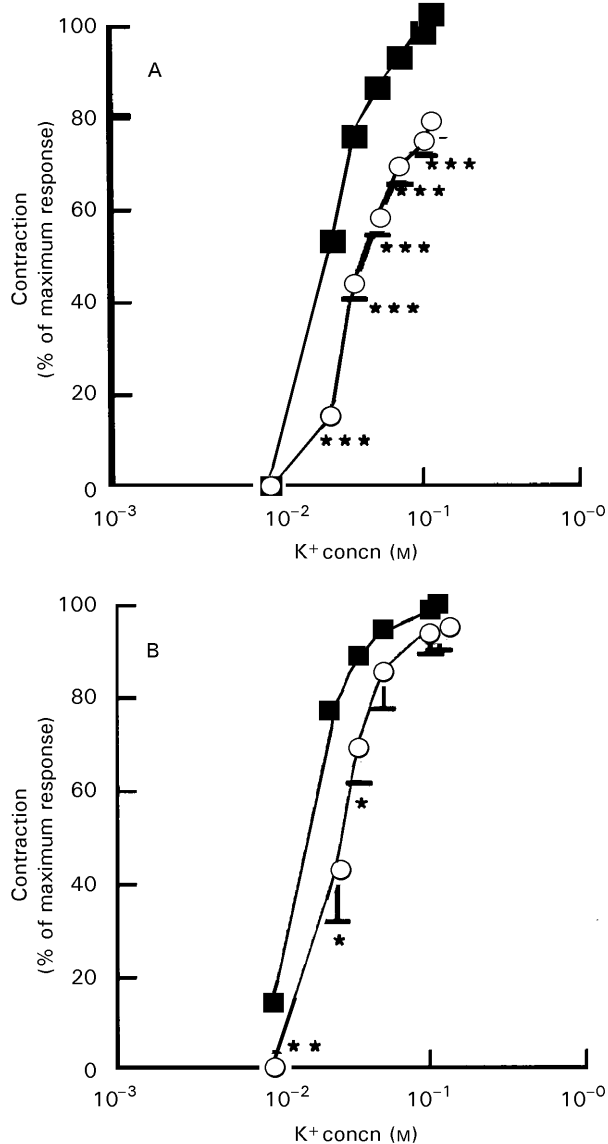 100
A
80
Contraction
(% of maximum response)
★ ★ ★
★ ★ ★
60
★ ★ ★
40
★ ★ ★
20
★ ★ ★
0
10⁻³
10⁻²
10⁻¹
10⁻⁰
K⁺ concn (M)
100
B
80
Contraction
(% of maximum response)
60
★
40
★
20
★ ★
0
10⁻³
10⁻²
10⁻¹
10⁻⁰
K⁺ concn (M)